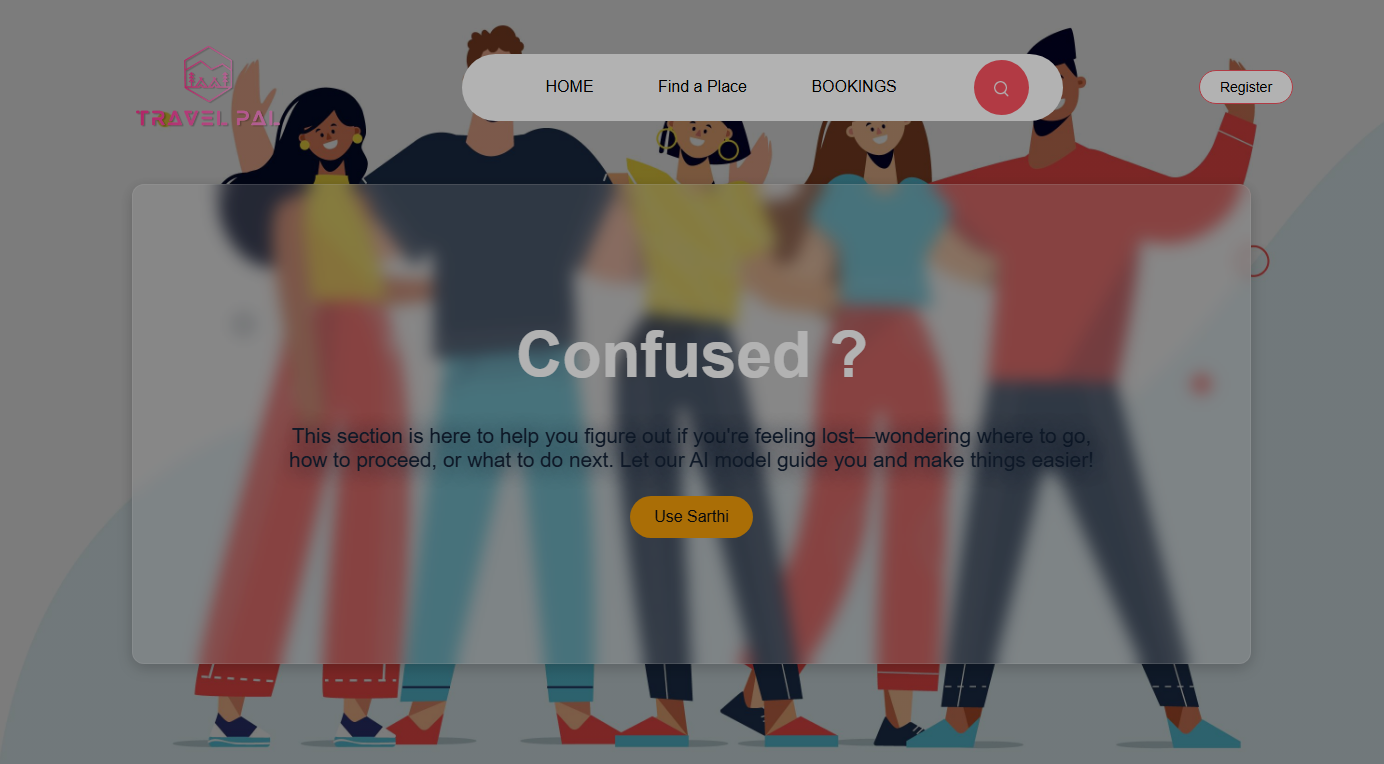 TRAVEL PAL
HOME
Find a Place
BOOKINGS
Register
Confused ?
This section is here to help you figure out if you're feeling lost—wondering where to go,
how to proceed, or what to do next. Let our AI model guide you and make things easier!
Use Sarthi